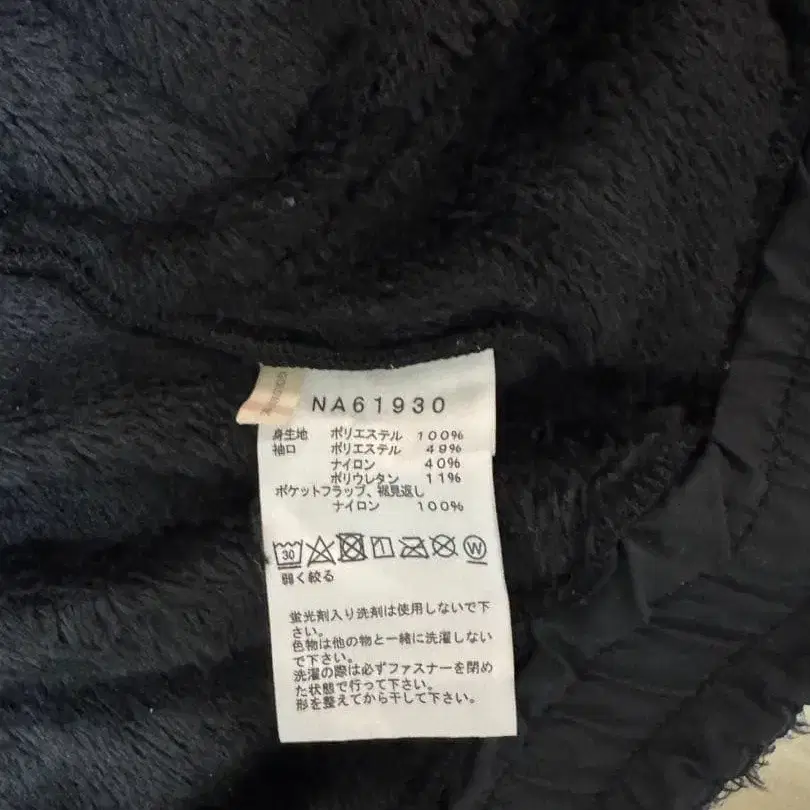 NA61930
身生地 ポリエステル 100%
袖口 ポリエステル 49%
ナイロン 40%
ポリウレタン 11%
ポケットフラップ、裾見返し
ナイロン 100%
30 W
弱く絞る
蛍光剤入り洗剤は使用しないで下
さい。
色物は他の物と一緒に洗濯しない
で下さい。
洗濯の際は必ずファスナーを閉め
た状態で行って下さい。
形を整えてから干して下さい。